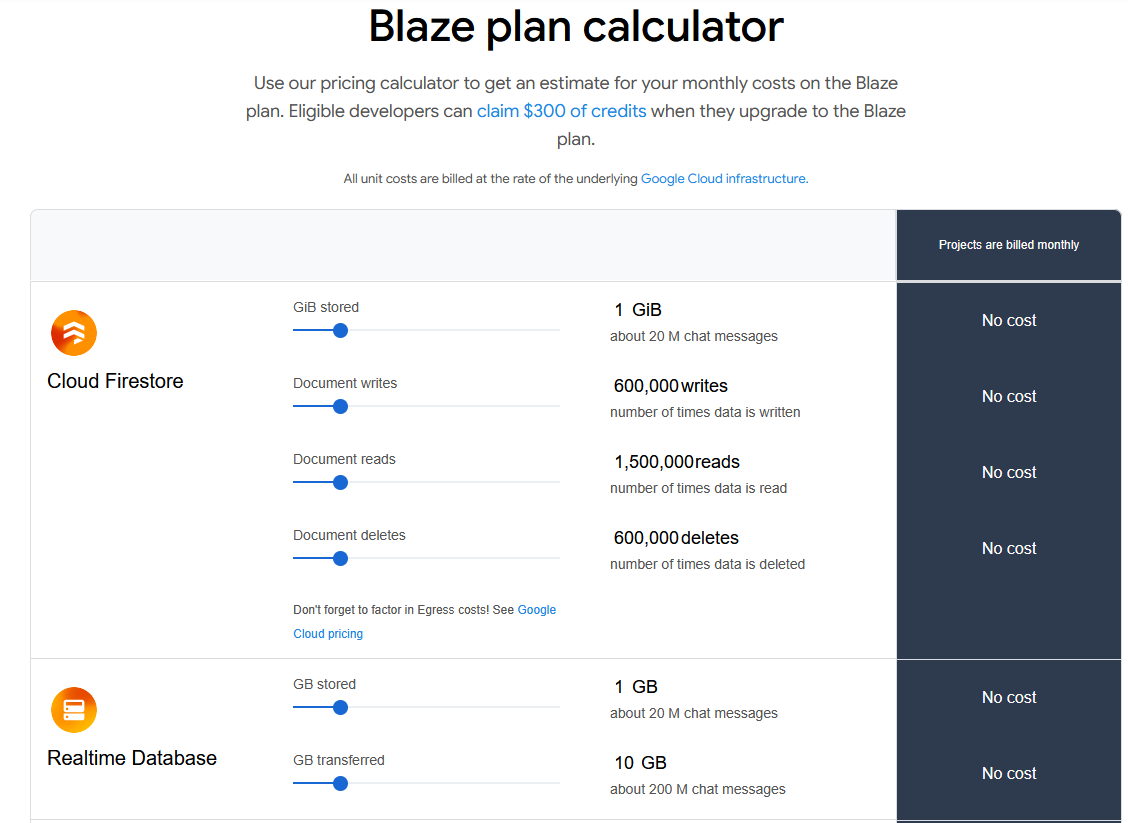 Blaze plan calculator
Use our pricing calculator to get an estimate for your monthly costs on the Blaze
plan. Eligible developers can claim $300 of credits when they upgrade to the Blaze
plan.
All unit costs are billed at the rate of the underlying Google Cloud infrastructure.
Projects are billed monthly
Cloud Firestore
GiB stored
1 GiB
about 20 M chat messages
No cost
Document writes
600,000 writes
number of times data is written
No cost
Document reads
1,500,000 reads
number of times data is read
No cost
Document deletes
600,000 deletes
number of times data is deleted
No cost
Don't forget to factor in Egress costs! See Google
Cloud pricing
Realtime Database
GB stored
1 GB
about 20 M chat messages
No cost
GB transferred
10 GB
about 200 M chat messages
No cost